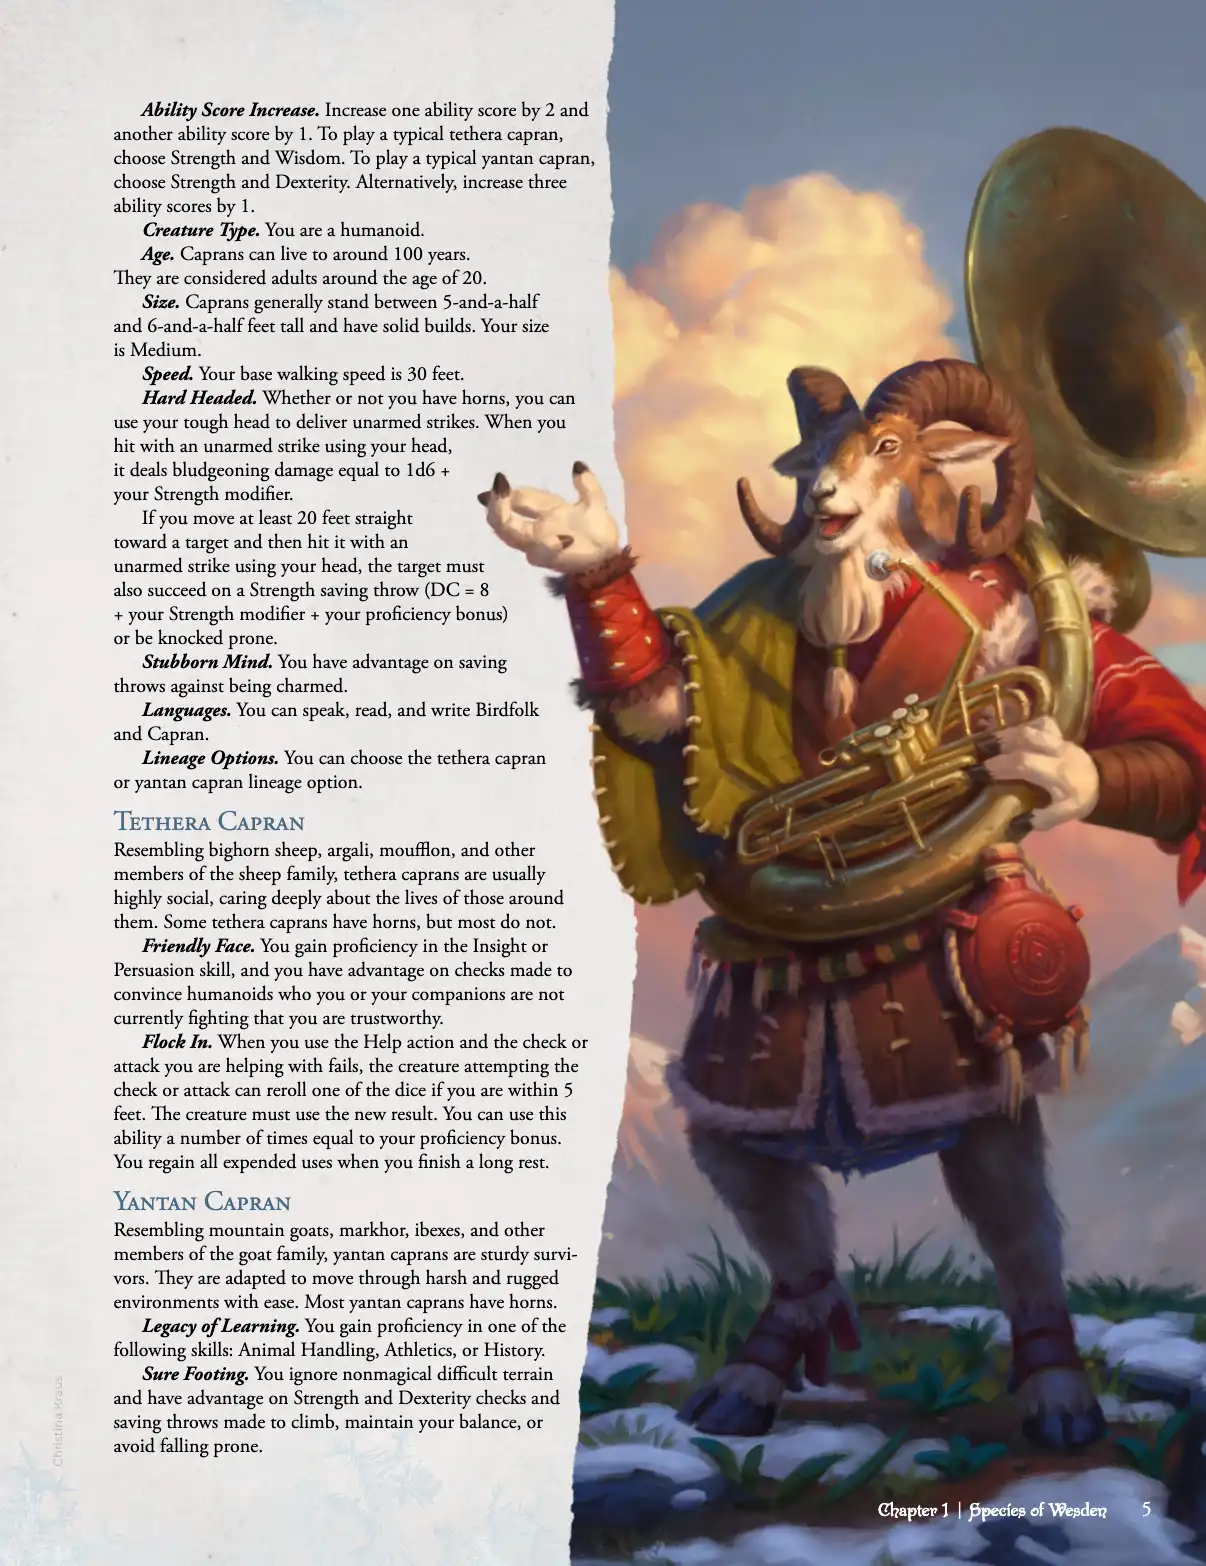 Ability Score Increase. Increase one ability score by 2 and
another ability score by 1. To play a typical tethera capran,
choose Strength and Wisdom. To play a typical yantan capran,
choose Strength and Dexterity. Alternatively, increase three
ability scores by 1.
Creature Type. You are a humanoid.
Age. Caprans can live to around 100 years.
They are considered adults around the age of 20.
Size. Caprans generally stand between 5-and-a-half
and 6-and-a-half feet tall and have solid builds. Your size
is Medium.
Speed. Your base walking speed is 30 feet.
Hard Headed. Whether or not you have horns, you can
use your tough head to deliver unarmed strikes. When you
hit with an unarmed strike using your head,
it deals bludgeoning damage equal to 1d6 +
your Strength modifier.
If you move at least 20 feet straight
toward a target and then hit it with an
unarmed strike using your head, the target must
also succeed on a Strength saving throw (DC = 8
+ your Strength modifier + your proficiency bonus)
or be knocked prone.
Stubborn Mind. You have advantage on saving
throws against being charmed.
Languages. You can speak, read, and write Birdfolk
and Capran.
Lineage Options. You can choose the tethera capran
or yantan capran lineage option.
Tethera Capran
Resembling bighorn sheep, argali, moufflon, and other
members of the sheep family, tethera caprans are usually
highly social, caring deeply about the lives of those around
them. Some tethera caprans have horns, but most do not.
Friendly Face. You gain proficiency in the Insight or
Persuasion skill, and you have advantage on checks made to
convince humanoids who you or your companions are not
currently fighting that you are trustworthy.
Flock In. When you use the Help action and the check or
attack you are helping with fails, the creature attempting the
check or attack can reroll one of the dice if you are within 5
feet. The creature must use the new result. You can use this
ability a number of times equal to your proficiency bonus.
You regain all expended uses when you finish a long rest.
Yantan Capran
Resembling mountain goats, markhor, ibexes, and other
members of the goat family, yantan caprans are sturdy survi-
vors. They are adapted to move through harsh and rugged
environments with ease. Most yantan caprans have horns.
Legacy of Learning. You gain proficiency in one of the
following skills: Animal Handling, Athletics, or History.
Sure Footing. You ignore nonmagical difficult terrain
and have advantage on Strength and Dexterity checks and
saving throws made to climb, maintain your balance, or
avoid falling prone.
Christina Kraus
Chapter 1 | Species of Wesden 5